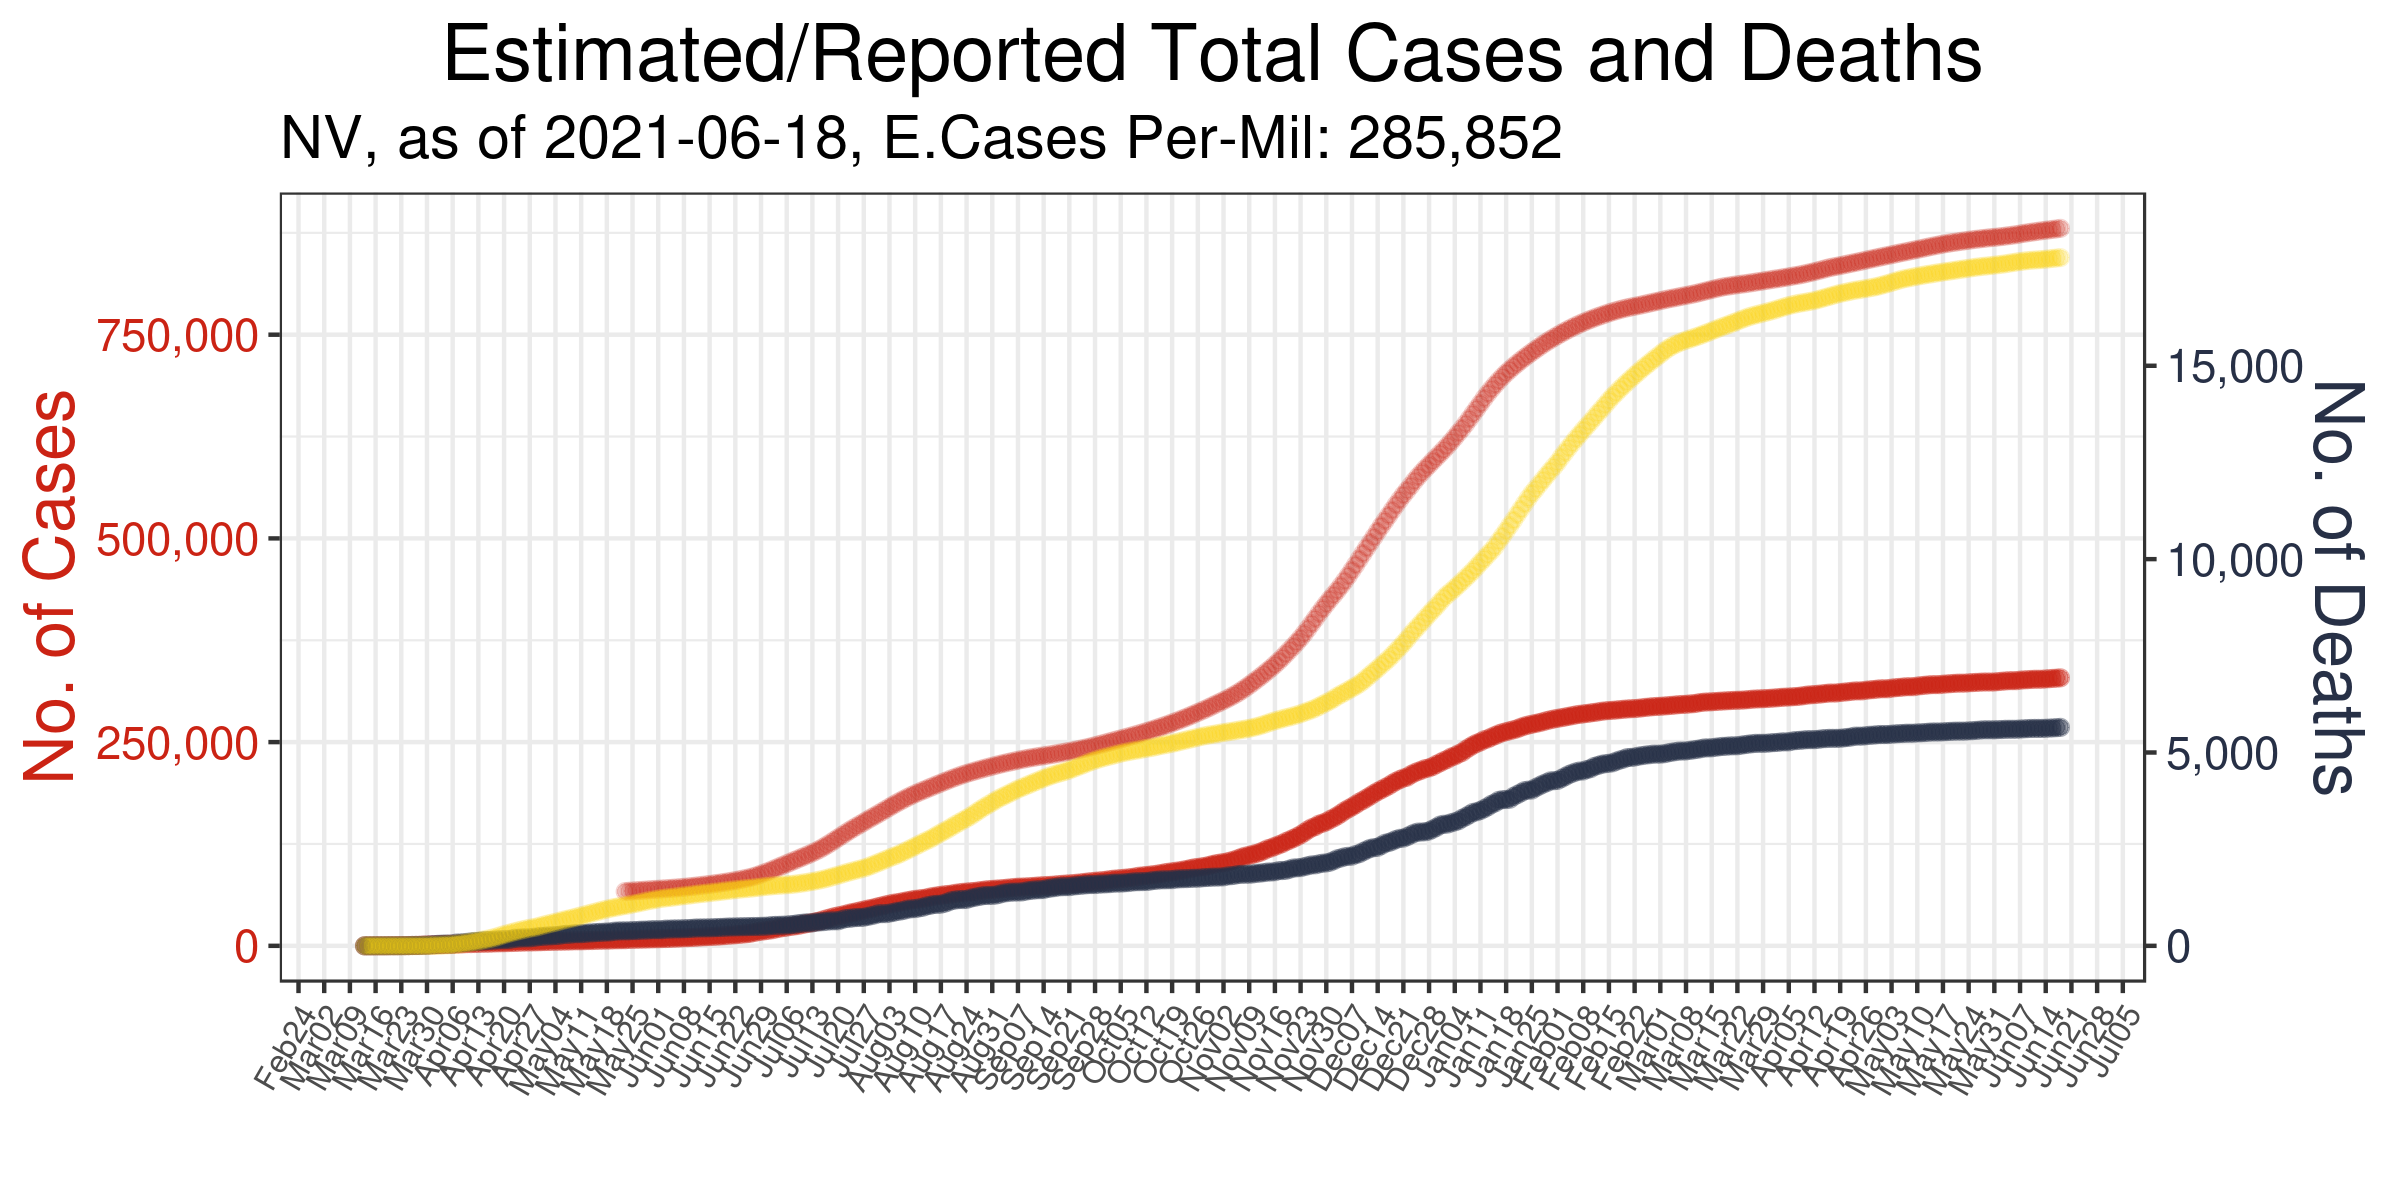 Estimated/Reported Total Cases and Deaths
NV, as of 2021-06-18, E.Cases Per-Mil: 285,852
No. of Cases
750,000
500,000
250,000
0
15,000
10,000
5,000
0
No. of Deaths
Feb24
Mar02
Mar09
Mar16
Mar23
Mar30
Apr06
Apr13
Apr20
Apr27
May04
May11
May18
May25
Jun01
Jun08
Jun15
Jun22
Jun29
Jul06
Jul13
Jul20
Jul27
Aug03
Aug10
Aug17
Aug24
Aug31
Sep07
Sep14
Sep21
Sep28
Oct05
Oct12
Oct19
Oct26
Nov02
Nov09
Nov16
Nov23
Nov30
Dec07
Dec14
Dec21
Dec28
Jan04
Jan11
Jan18
Jan25
Feb01
Feb08
Feb15
Feb22
Mar01
Mar08
Mar15
Mar22
Mar29
Apr05
Apr12
Apr19
Apr26
May03
May10
May17
May24
May31
Jun07
Jun14
Jun21
Jun28
Jul05